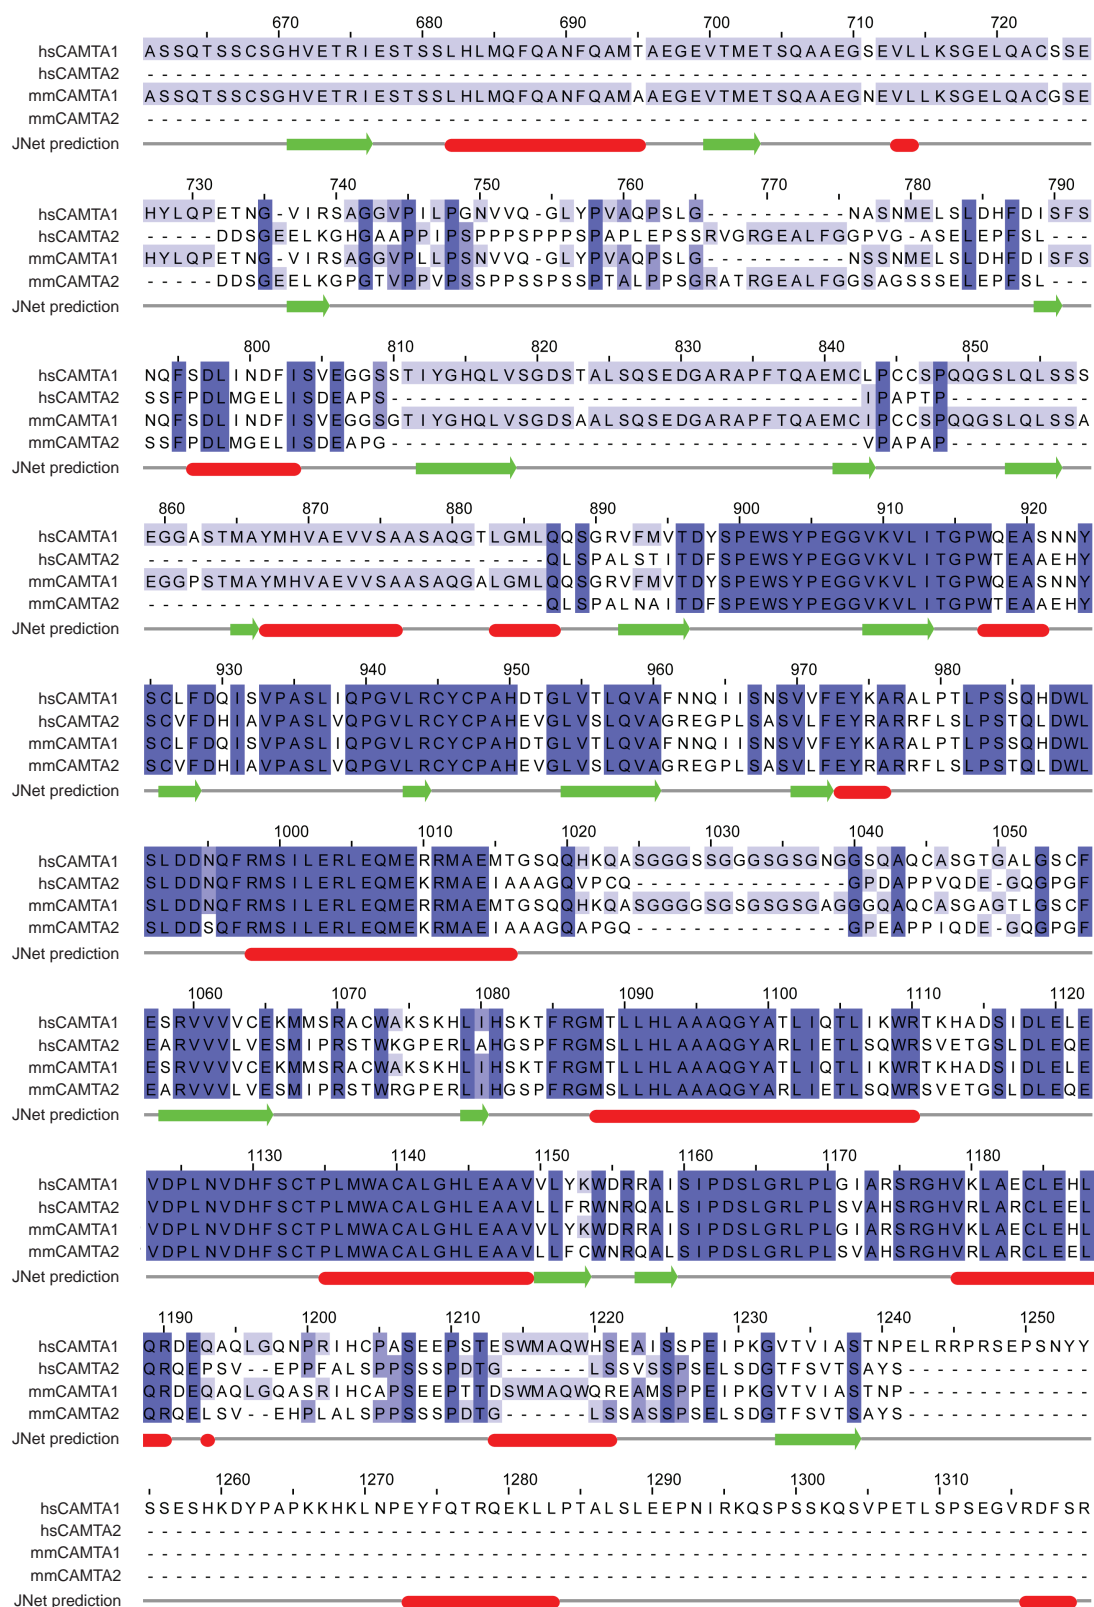 670 680 690 700 710 720
hsCAMTA1 ASSQTSSCSGHVETRIESTSSLHLMQFQANFQAMTAEGEVTMETSQAAEGSEVLLKSGELQACSSE
hsCAMTA2 ------------------------------------------------------------------
mmCAMTA1 ASSQTSSCSGHVETRIESTSSLHLMQFQANFQAMAAEGEVTMETSQAAEGNEVLLKSGELQACGSE
mmCAMTA2 ------------------------------------------------------------------
JNet prediction
730 740 750 760 770 780 790
hsCAMTA1 HYLQPETNG-VIRSAGGVPILPGNVVQ-GLYPVAQPSLG----------NASNMELSLDHFDISFS
hsCAMTA2 -----DDSGEELKGHGAAPPIPSPPPSPPPSPAPLEPSSRVGRGEALFGGPVG-ASELEPFSL---
mmCAMTA1 HYLQPETNG-VIRSAGGVPLLPSNVVQ-GLYPVAQPSLG----------NSSNMELSLDHFDISFS
mmCAMTA2 -----DDSGEELKGPGTVPPVPSSPPSSPSSPTALPPSGRATRGEALFGGSAGSSSELEPFSL---
JNet prediction
800 810 820 830 840 850
hsCAMTA1 NQFSDLINDFISVEGGSSTIYGHQLVSGDSTALSQSEDGARAPFTQAEMCLPCCSPQQGSLQLSSS
hsCAMTA2 SSFPDLMGELISDEAPS---------------------------------IPAPTP----------
mmCAMTA1 NQFSDLINDFISVEGGSGTIYGHQLVSGDSAALSQSEDGARAPFTQAEMCIPCCSPQQGSLQLSSA
mmCAMTA2 SSFPDLMGELISDEAPG---------------------------------VPAPAP----------
JNet prediction
860 870 880 890 900 910 920
hsCAMTA1 EGGASTMAYMHVAEVVSAASAQGTLGMLQQSGRVFMVTDYSPEWSYPEGGVKVLITGPWQEASNNY
hsCAMTA2 ----------------------------QLSPALSTITDFSPEWSYPEGGVKVLITGPWTEAAEHY
mmCAMTA1 EGGPSTMAYMHVAEVVSAASAQGALGMLQQSGRVFMVTDYSPEWSYPEGGVKVLITGPWQEASNNY
mmCAMTA2 ----------------------------QLSPALNAITDFSPEWSYPEGGVKVLITGPWTEAAEHY
JNet prediction
930 940 950 960 970 980
hsCAMTA1 SCLFDQISVPASLIQPGVLRCYCPAHDTGLVTLQVAFNNQIISNSVVFEYKARALPTLPSSQHDWL
hsCAMTA2 SCVFDHIAVPASLVQPGVLRCYCPAHEVGLVSLQVAGREGPLSASVLFEYRARRFLSLPSTQLDWL
mmCAMTA1 SCLFDQISVPASLIQPGVLRCYCPAHDTGLVTLQVAFNNQIISNSVVFEYKARALPTLPSSQHDWL
mmCAMTA2 SCVFDHIAVPASLVQPGVLRCYCPAHEVGLVSLQVAGREGPLSASVLFEYRARRFLSLPSTQLDWL
JNet prediction
1000 1010 1020 1030 1040 1050
hsCAMTA1 SLDDNQFRMSILERLEQMERRMAEMTGSQQHKQASGGGSSGGGSGSGNGGSQAQCASGTGALGSCF
hsCAMTA2 SLDDNQFRMSILERLEQMEKRMAEIAAAGQVPCQ---------------GPDAPPVQDE-GQGPGF
mmCAMTA1 SLDDNQFRMSILERLEQMERRMAEMTGSQQHKQASGGGGSGSGSGSGAGGGQAQCASGAGTLGSCF
mmCAMTA2 SLDDSQFRMSILERLEQMEKRMAEIAAAGQAPGQ---------------GPEAPPIQDE-GQGPGF
JNet prediction
1060 1070 1080 1090 1100 1110 1120
hsCAMTA1 ESRVVVVCEKMMSRACWAKSKHLIHSKTFRGMTLLHLAAAQGYATLIQTLIKWRTKHADSIDLELE
hsCAMTA2 EARVVVLVESMIPRSTWKGPERLAHGSPFRGMSLLHLAAAQGYARLIETLSQWRSVETGSLDLEQE
mmCAMTA1 ESRVVVVCEKMMSRACWAKSKHLIHSKTFRGMTLLHLAAAQGYATLIQTLIKWRTKHADSIDLELE
mmCAMTA2 EARVVVLVESMIPRSTWRGPERLIHGSPFRGMSLLHLAAAQGYARLIETLSQWRSVETGSLDLEQE
JNet prediction
1130 1140 1150 1160 1170 1180
hsCAMTA1 VDPLNVDHFSCTPLMWACALGHLEAAVVLYKWDRRAISIPDSLGRLPLGIARSRGHVKLAECLEHL
hsCAMTA2 VDPLNVDHFSCTPLMWACALGHLEAAVLLFRWNRQALSIPDSLGRLPLSVAHSRGHVRLARCLEEL
mmCAMTA1 VDPLNVDHFSCTPLMWACALGHLEAAVVLYKWDRRAISIPDSLGRLPLGIARSRGHVKLAECLEHL
mmCAMTA2 VDPLNVDHFSCTPLMWACALGHLEAAVLLFCWNRQALSIPDSLGRLPLSVAHSRGHVRLARCLEEL
JNet prediction
1190 1200 1210 1220 1230 1240 1250
hsCAMTA1 QRDEQAQLGQNPRIHCPASEEPSTESWMAQWHSEAISSPEIPKGVTVIASTNPELRRPRSEPSNYY
hsCAMTA2 QRQEPSV--EPPFALSPPSSSPDTG------LSSVSSPSELSDGTFSVTSAYS-------------
mmCAMTA1 QRDEQAQLGQASRIHCAPSEEPTTDSWMAQWQREAMSPPEIPKGVTVIASTNP-------------
mmCAMTA2 QRQELSV--EHPLALSPPSSSPDTG------LSSASSPSELSDGTFSVTSAYS-------------
JNet prediction
1260 1270 1280 1290 1300 1310
hsCAMTA1 SSESHKDYPAPKKHKLNPEYFQTRQEKLLPTALSLEEPNIRKQSPSSKQSVPETLSPSEGVRDFSR
hsCAMTA2 ------------------------------------------------------------------
mmCAMTA1 ------------------------------------------------------------------
mmCAMTA2 ------------------------------------------------------------------
JNet prediction